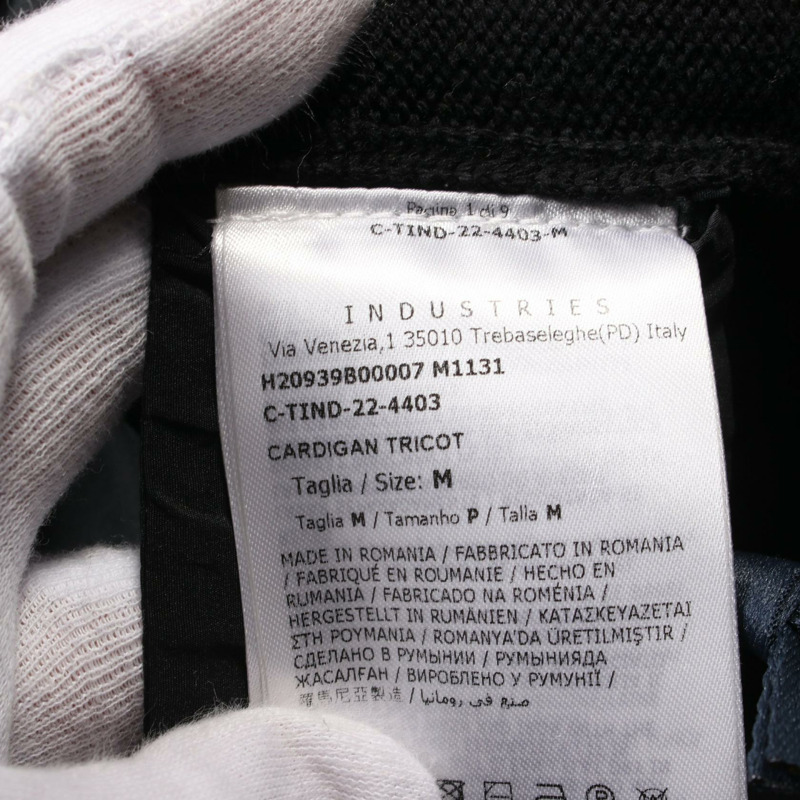 Pagina 1 di 9
C-TIND-22-4403-M
INDUSTRIES
Via Venezia,1 35010 Trebaseleghe(PD) Italy
H20939B00007 M1131
C-TIND-22-4403
CARDIGAN TRICOT
Taglia / Size: M
Taglia M / Tamanho P / Talla M
MADE IN ROMANIA / FABBRICATO IN ROMANIA
/ FABRIQUÉ EN ROUMANIE / HECHO EN
RUMANIA / FABRICADO NA ROMÉNIA /
HERGESTELLT IN RUMÄNIEN / ΚΑΤΑΣΚΕΥΑΖΕΤΑΙ
ΣΤΗ ΡΟΥΜΑΝΙΑ / ROMANYA'DA ÜRETILMIŞTIR /
СДЕЛАНО В РУМЫНИИ / РУМЫНИЯДА
ЖАСАЛҒАН / ВИРОБЛЕНО У РУМУНІЇ /
羅馬尼亞製造 / صنع في رومانيا